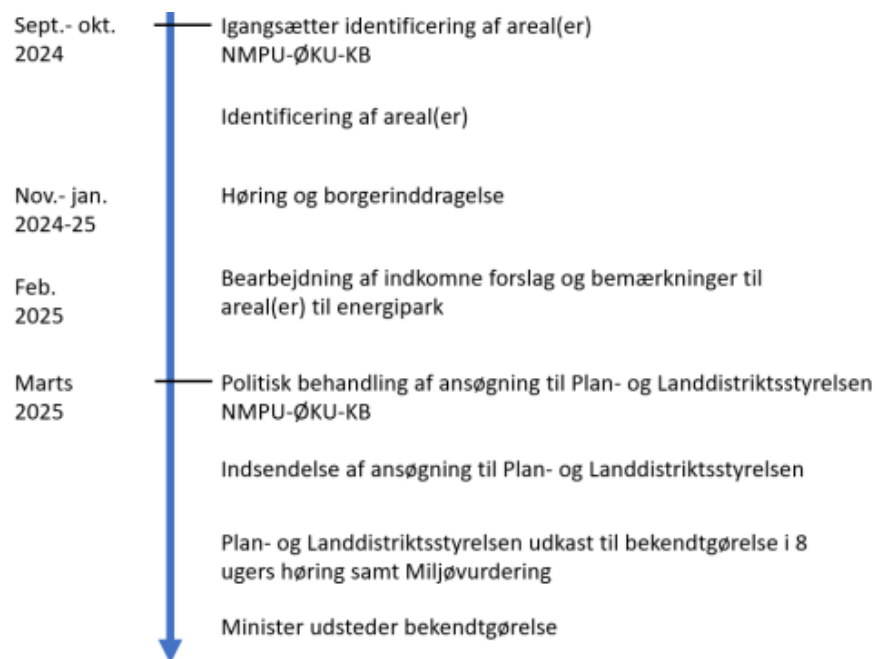 Sept.- okt.
2024
Igangsætter identificering af areal(er)
NMPU-ØKU-KB
Identificering af areal(er)
Nov.- jan.
2024-25
Høring og borgerinddragelse
Feb.
2025
Bearbejdning af indkomne forslag og bemærkninger til
areal(er) til energipark
Marts
2025
Politisk behandling af ansøgning til Plan- og Landdistriktsstyrelsen
NMPU-ØKU-KB
Indsendelse af ansøgning til Plan- og Landdistriktsstyrelsen
Plan- og Landdistriktsstyrelsen udkast til bekendtgørelse i 8
ugers høring samt Miljøvurdering
Minister udsteder bekendtgørelse